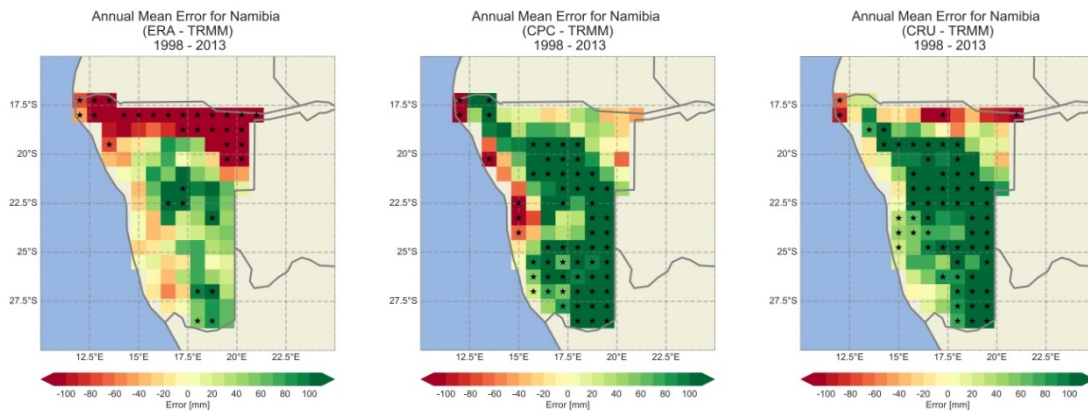 Annual Mean Error for Namibia
(ERA - TRMM)
1998 - 2013
17.5°S
20°S
22.5°S
25°S
27.5°S
12.5°E 15°E 17.5°E 20°E 22.5°E
-100 -80 -60 -40 -20 0 20 40 60 80 100
Error [mm]
Annual Mean Error for Namibia
(CPC - TRMM)
1998 - 2013
17.5°S
20°S
22.5°S
25°S
27.5°S
12.5°E 15°E 17.5°E 20°E 22.5°E
-100 -80 -60 -40 -20 0 20 40 60 80 100
Error [mm]
Annual Mean Error for Namibia
(CRU - TRMM)
1998 - 2013
17.5°S
20°S
22.5°S
25°S
27.5°S
12.5°E 15°E 17.5°E 20°E 22.5°E
-100 -80 -60 -40 -20 0 20 40 60 80 100
Error [mm]